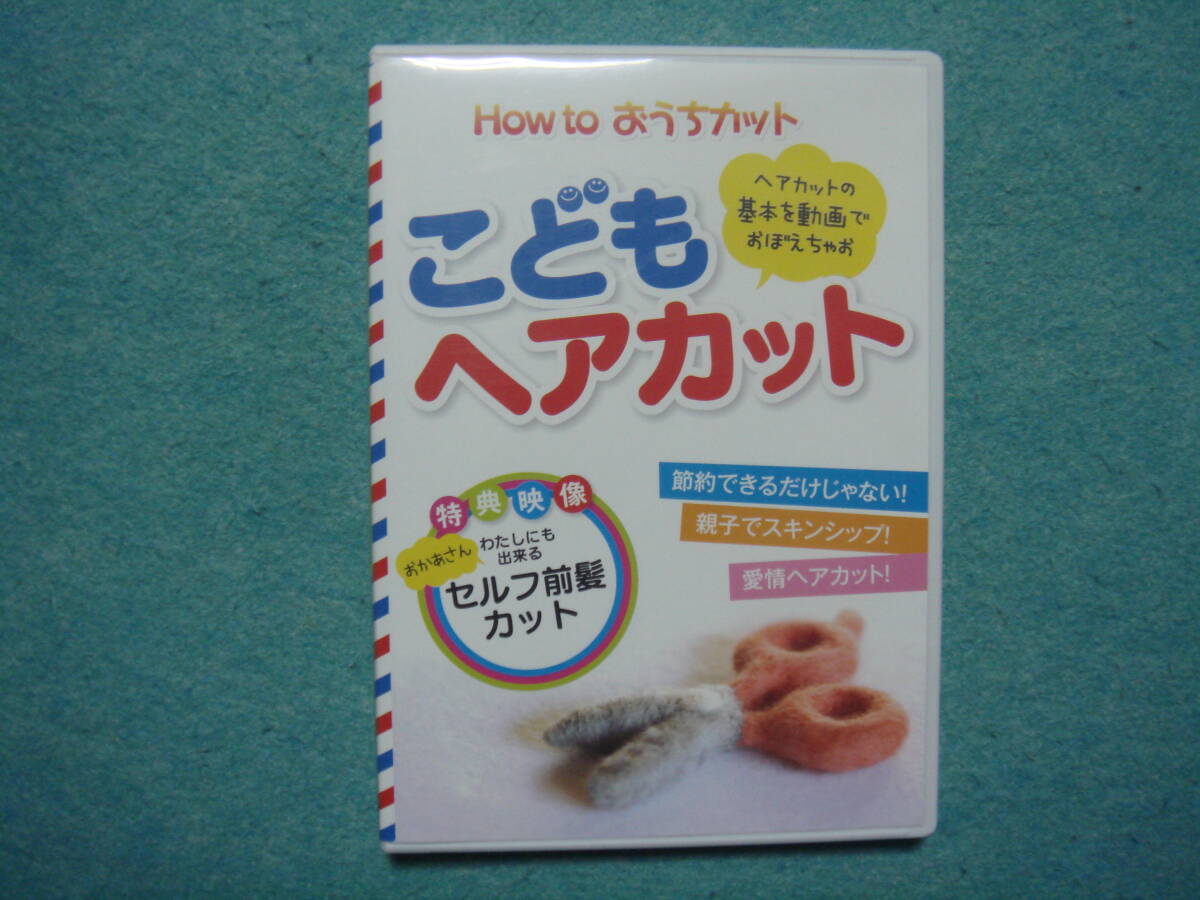 How to おうちカット
こども
ヘアカットの
基本を動画で
おぼえちゃお
ヘアカット
節約できるだけじゃない!
親子でスキンシップ!
愛情ヘアカット!
特典映像
おかあさん
わたしにも
出来る
セルフ前髪
カット